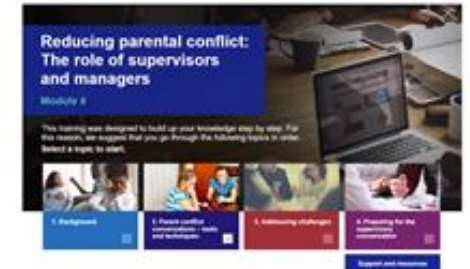 Reducing parental conflict:
The role of supervisors
and managers
Module 4
This training was designed to build up your knowledge step by step. For
this reason, we suggest that you go through the following topics in order.
Select a topic to start:
1. Background
2. Parent conflict
conversations – tools
and techniques
3. Addressing challenges
4. Preparing for the
supervisory
conversation
Support and resources